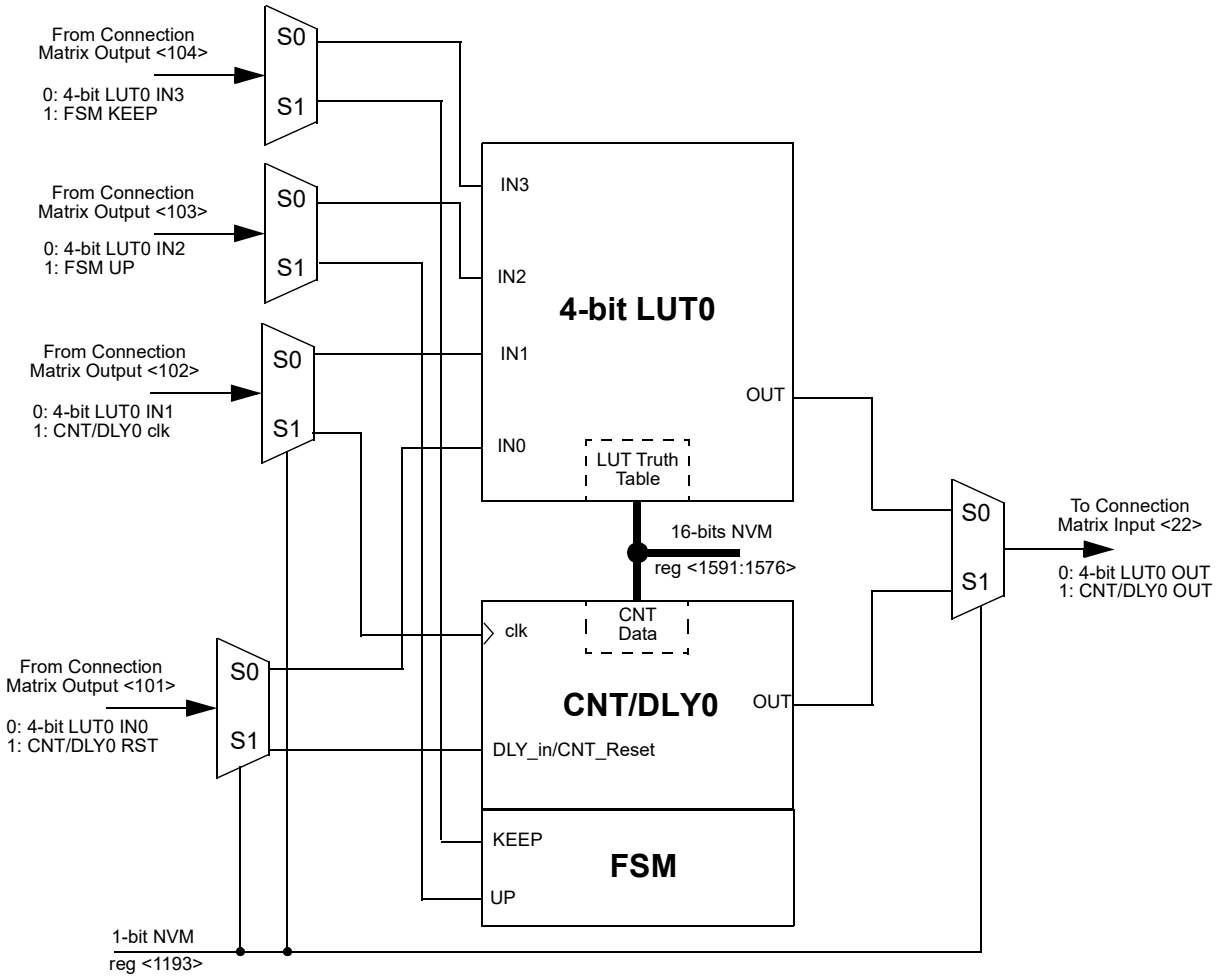 From Connection
Matrix Output <104>
0: 4-bit LUT0 IN3
1: FSM KEEP
S0
S1
From Connection
Matrix Output <103>
0: 4-bit LUT0 IN2
1: FSM UP
S0
S1
From Connection
Matrix Output <102>
0: 4-bit LUT0 IN1
1: CNT/DLY0 clk
S0
S1
From Connection
Matrix Output <101>
0: 4-bit LUT0 IN0
1: CNT/DLY0 RST
S0
S1
IN3
IN2
IN1
IN0
4-bit LUT0
OUT
LUT Truth
Table
16-bits NVM
reg <1591:1576>
clk
CNT
Data
CNT/DLY0
OUT
DLY_in/CNT_Reset
KEEP
FSM
UP
S0
S1
To Connection
Matrix Input <22>
0: 4-bit LUT0 OUT
1: CNT/DLY0 OUT
1-bit NVM
reg <1193>